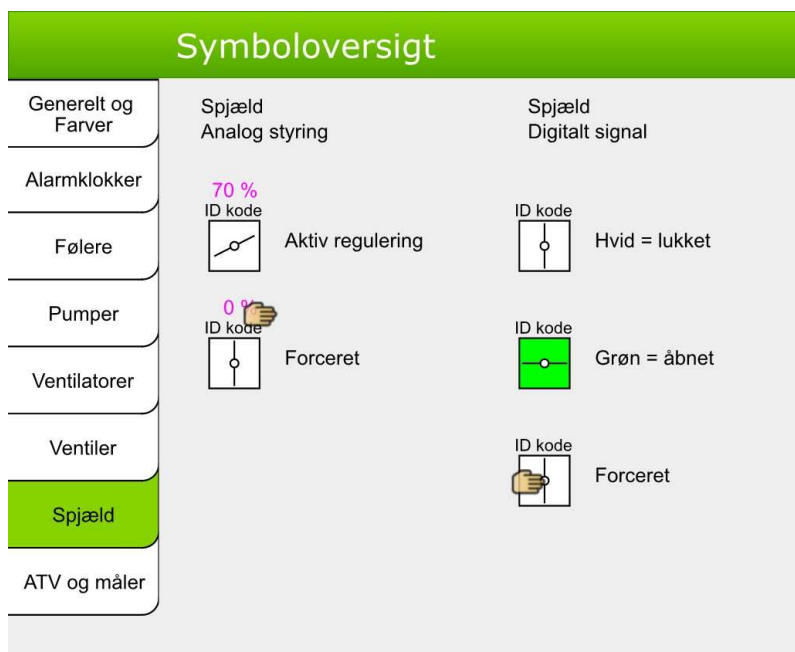 Symboloversigt
Generelt og
Farver
Alarmklokker
Følere
Pumper
Ventilatorer
Ventiler
Spjæld
ATV og måler
Spjæld
Analog styring
70 %
ID kode
Aktiv regulering
0 %
ID kode
Forceret
Spjæld
Digitalt signal
ID kode
Hvid = lukket
ID kode
Grøn = åbnet
ID kode
Forceret